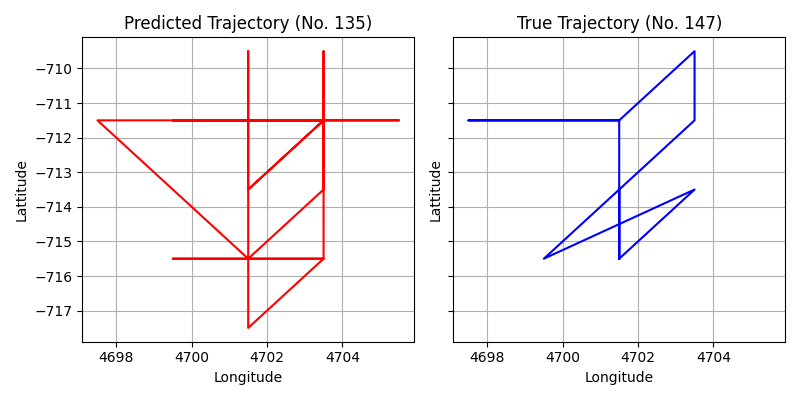 Predicted Trajectory (No. 135)
True Trajectory (No. 147)
Lattitude
−710
−711
−712
−713
−714
−715
−716
−717
4698
4700
4702
4704
Longitude
Lattitude
4698
4700
4702
4704
Longitude